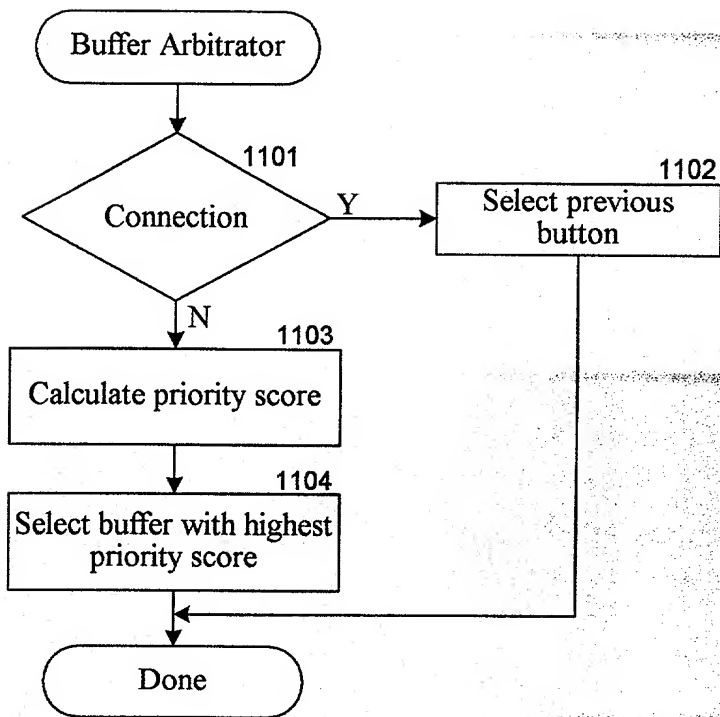 Buffer Arbitrator
1101
Connection
Y
1102
Select previous
button
N
1103
Calculate priority score
1104
Select buffer with highest
priority score
Done